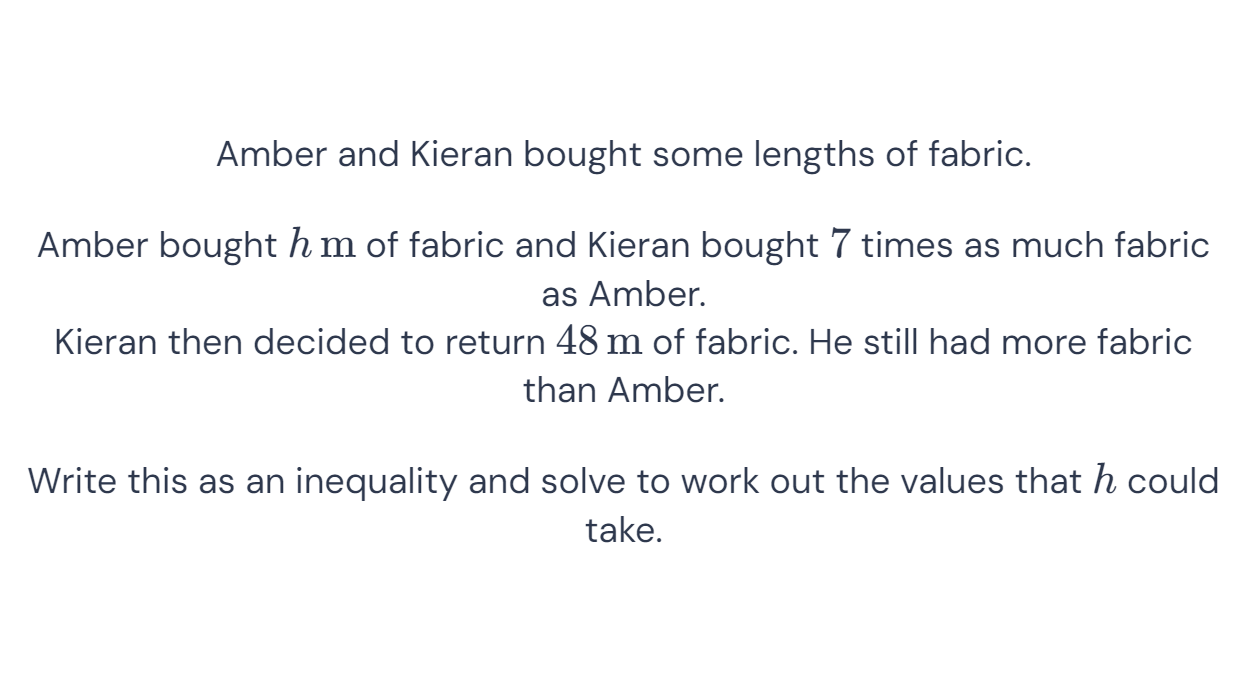 Amber and Kieran bought some lengths of fabric.
Amber bought h m of fabric and Kieran bought 7 times as much fabric
as Amber.
Kieran then decided to return 48 m of fabric. He still had more fabric
than Amber.
Write this as an inequality and solve to work out the values that h could
take.